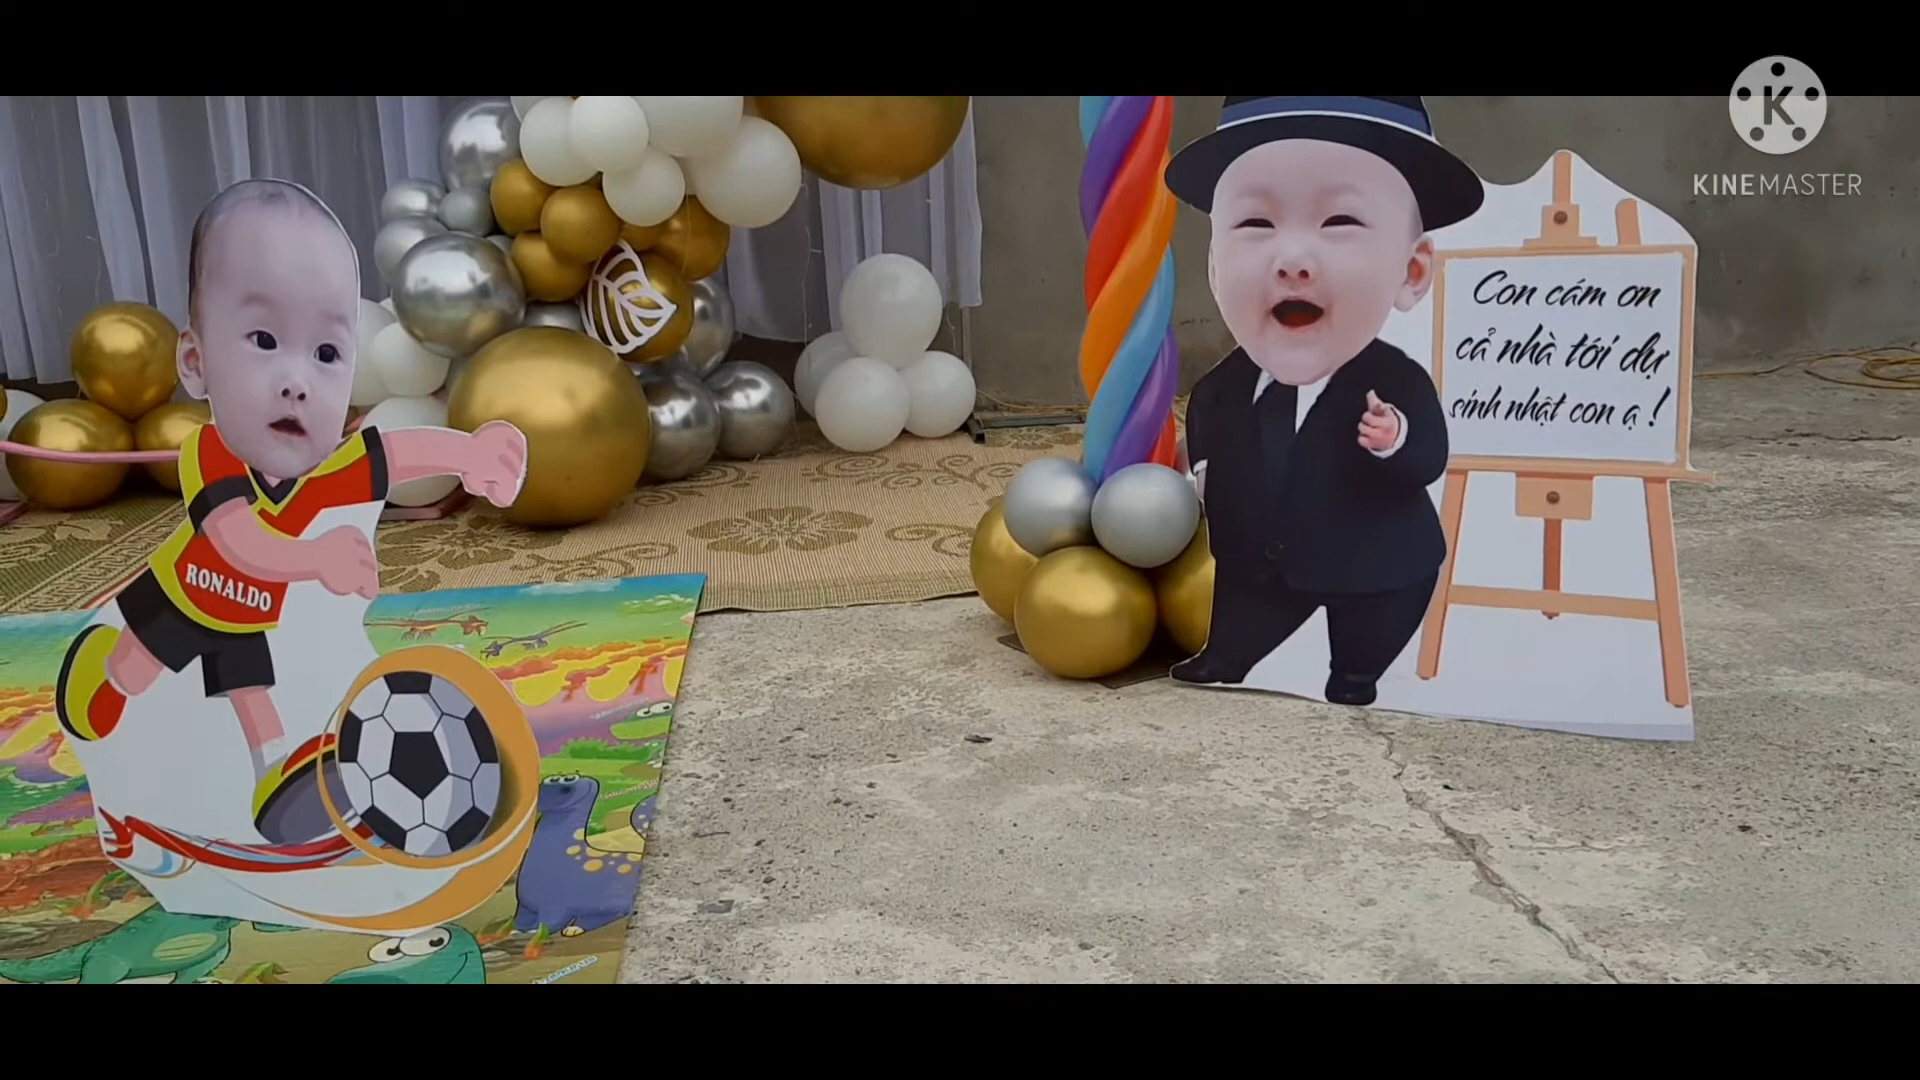 KINEMASTER
Con cám ơn
cả nhà tới dự
sinh nhật con ạ !
RONALDO